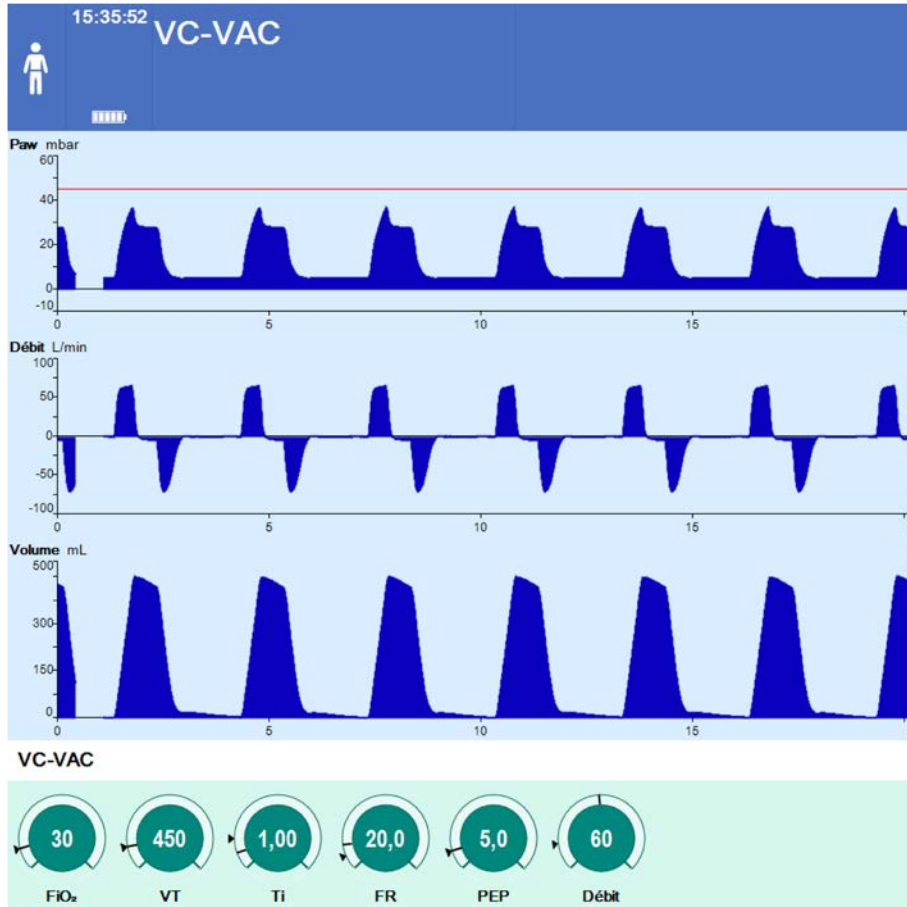 15:35:52
VC-VAC
Paw mbar
60
40
20
0
-10
0 5 10 15
Débit L/min
100
50
0
-50
-100
0 5 10 15
Volume mL
500
300
150
0
0 5 10 15
VC-VAC
30 450 1,00 20,0 5,0 60
FiO₂ VT Ti FR PEP Débit